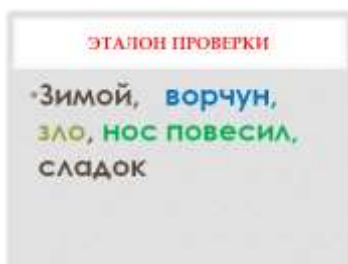 ЭТАЛОН ПРОВЕРКИ
•Зимой, ворчун,
зло, нос повесил,
сладок